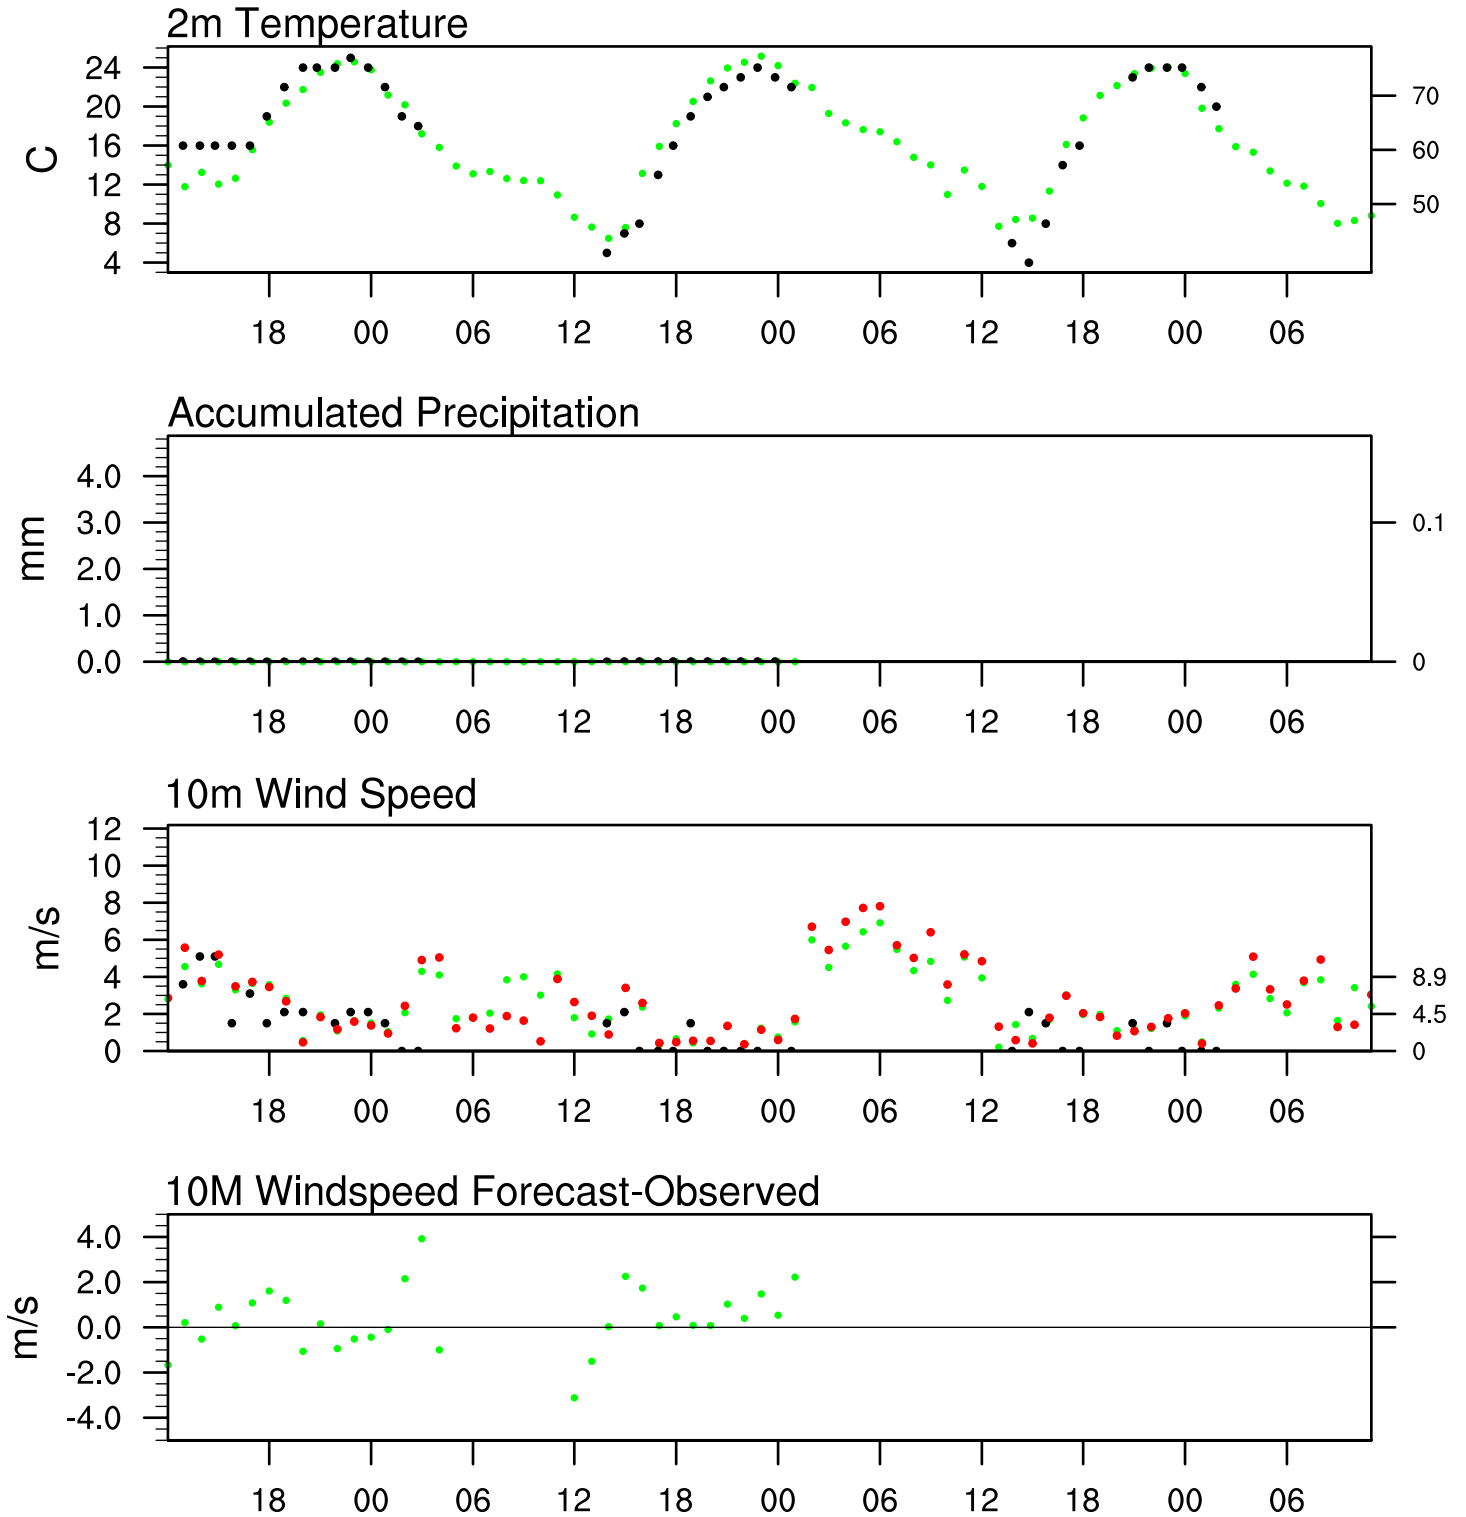 2m Temperature
24
20
16
12
8
4
C
70
60
50
18 00 06 12 18 00 06 12 18 00 06
Accumulated Precipitation
4.0
3.0
2.0
1.0
0.0
mm
0.1
0
18 00 06 12 18 00 06 12 18 00 06
10m Wind Speed
12
10
8
6
4
2
0
m/s
8.9
4.5
0
18 00 06 12 18 00 06 12 18 00 06
10M Windspeed Forecast-Observed
4.0
2.0
0.0
-2.0
-4.0
m/s
18 00 06 12 18 00 06 12 18 00 06